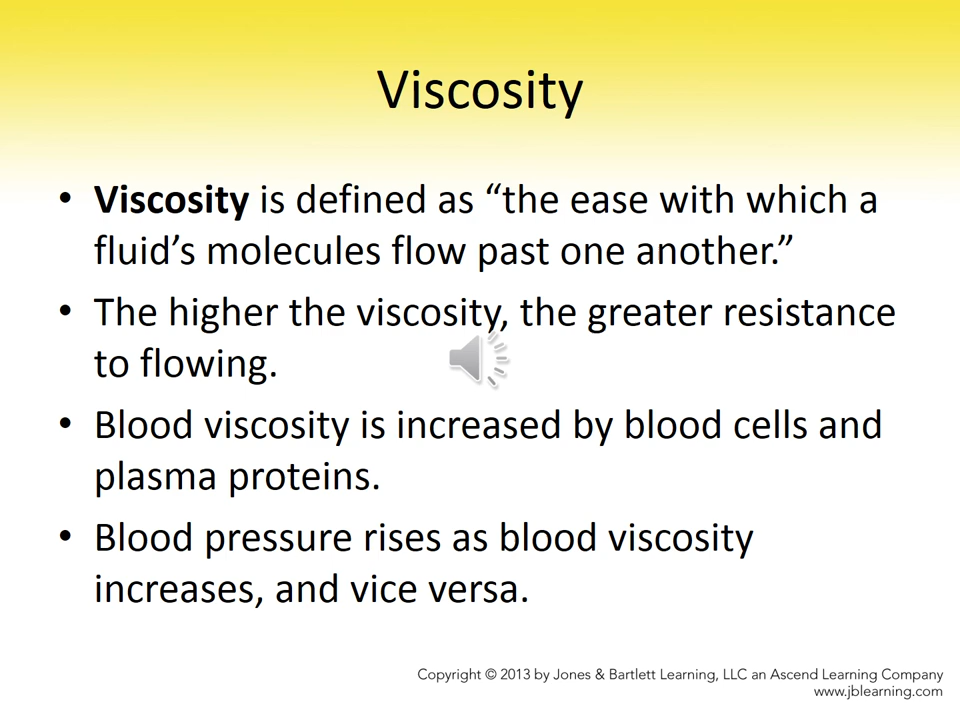 Viscosity
• Viscosity is defined as “the ease with which a
fluid’s molecules flow past one another.”
• The higher the viscosity, the greater resistance
to flowing.
• Blood viscosity is increased by blood cells and
plasma proteins.
• Blood pressure rises as blood viscosity
increases, and vice versa.
Copyright © 2013 by Jones & Bartlett Learning, LLC an Ascend Learning Company
www.jblearning.com